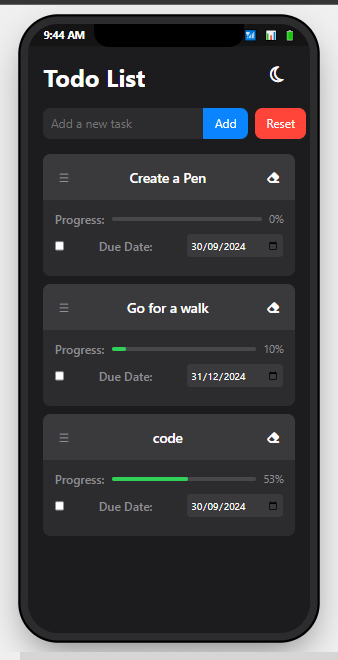 9:44 AM
Todo List
Add a new task Add Reset
Create a Pen
Progress: 0%
Due Date: 30/09/2024
Go for a walk
Progress: 10%
Due Date: 31/12/2024
code
Progress: 53%
Due Date: 30/09/2024